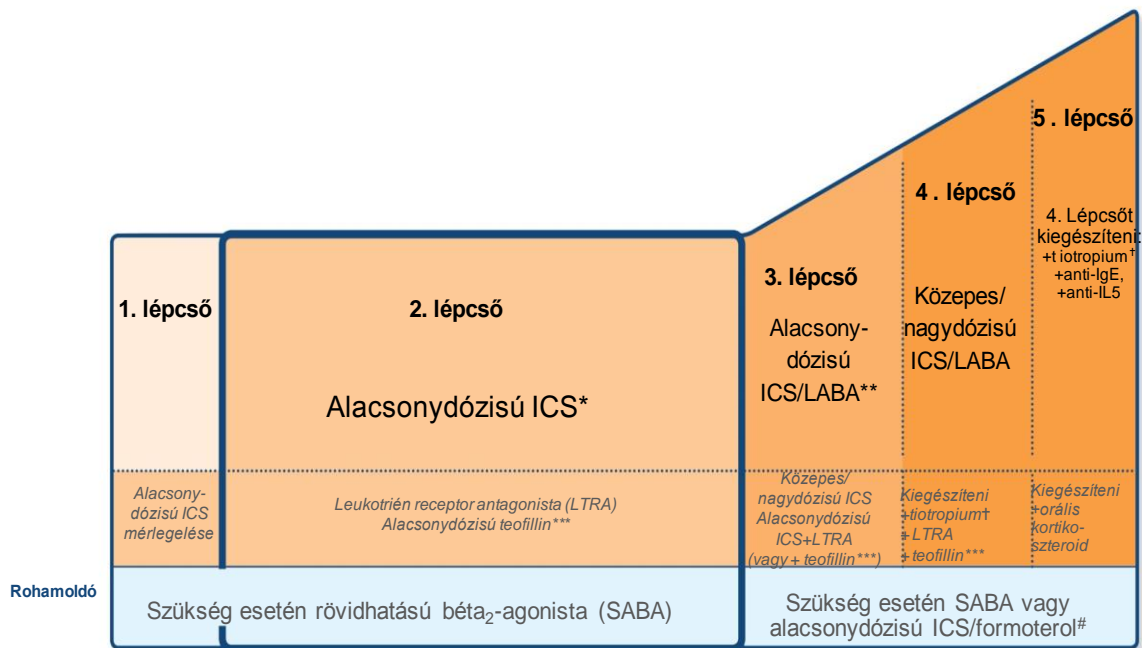 1. lépcső
2. lépcső
Alacsonydózisú ICS*
3. lépcső
Alacsony-
dózisú
ICS/LABA**
4 . lépcső
Közepes/
nagydózisú
ICS/LABA
5 . lépcső
4. Lépcsőt
kiegészíteni:
+t iotropium†
+anti-IgE,
+anti-IL5
Alacsony-
dózisú ICS
mérlegelése
Leukotrién receptor antagonista (LTRA)
Alacsonydózisú teofillin***
Közepes/
nagydózisú ICS
Alacsonydózisú
ICS+LTRA
(vagy + teofillin***)
Kiegészíteni
+tiotropium†
+ LTRA
+ teofillin***
Kiegészíteni
+orális
kortiko-
szteroid
Rohamoldó
Szükség esetén rövidhatású béta₂-agonista (SABA)
Szükség esetén SABA vagy
alacsonydózisú ICS/formoterol#